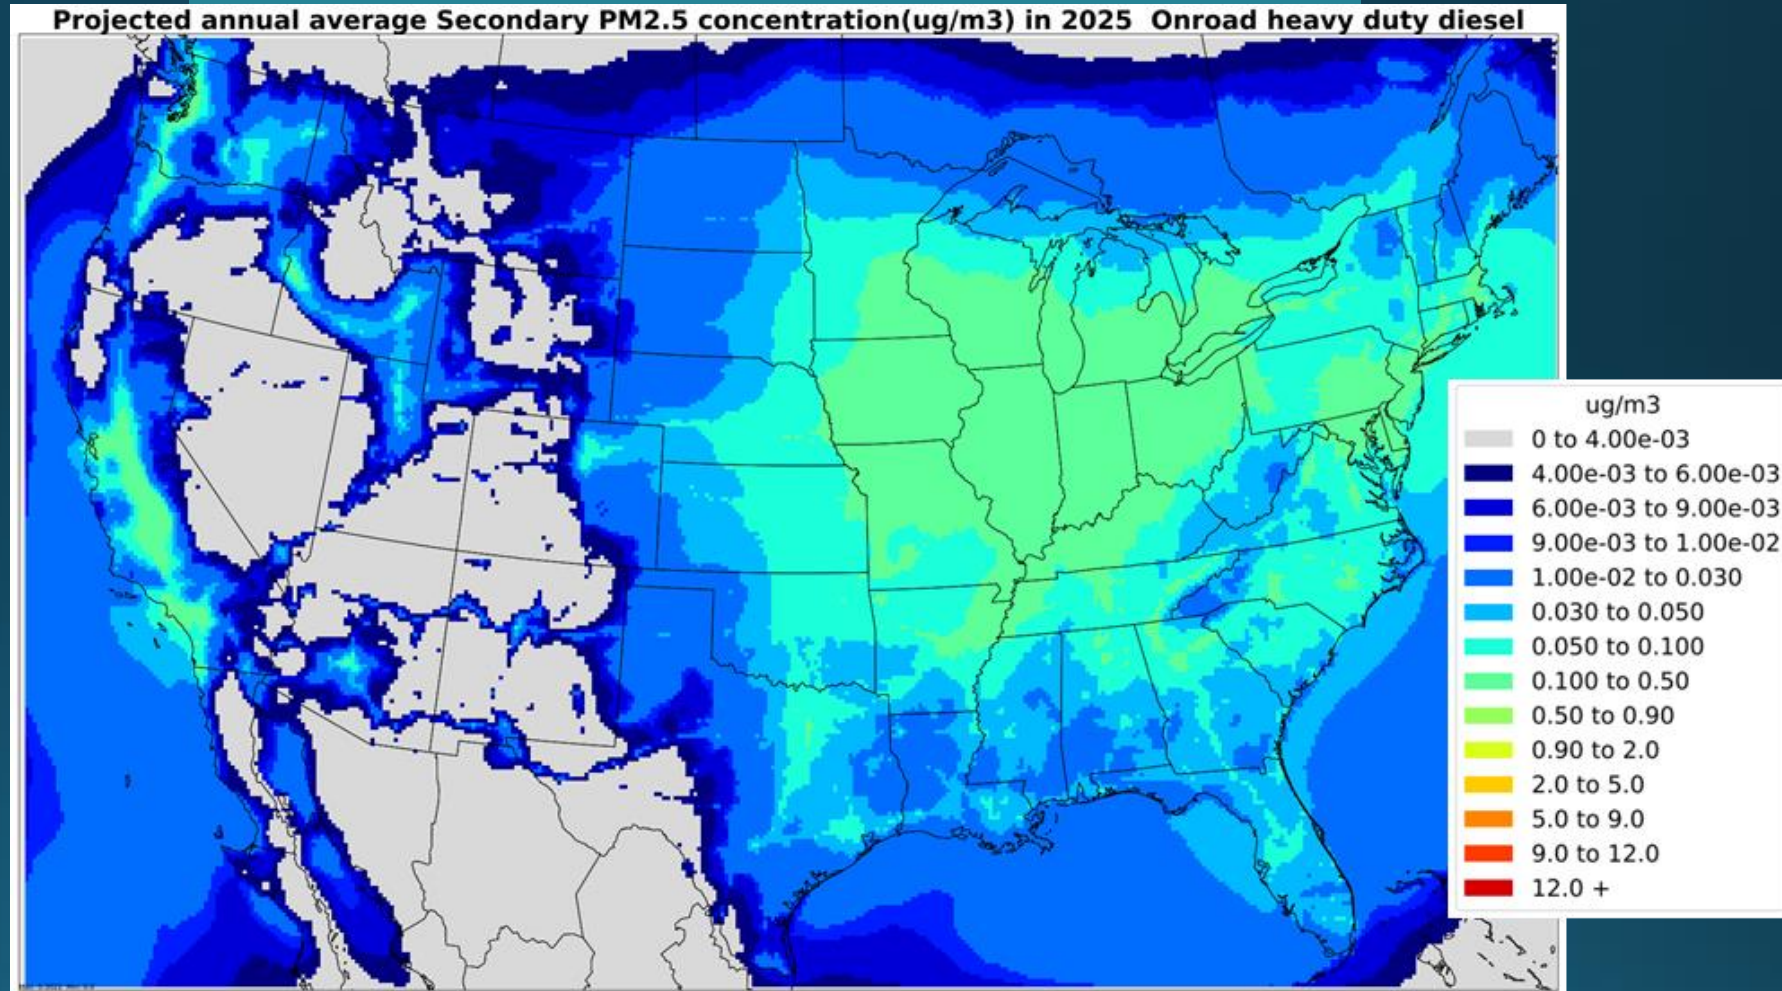 Projected annual average Secondary PM2.5 concentration(ug/m3) in 2025  Onroad heavy duty diesel
ug/m3
0 to 4.00e-03
4.00e-03 to 6.00e-03
6.00e-03 to 9.00e-03
9.00e-03 to 1.00e-02
1.00e-02 to 0.030
0.030 to 0.050
0.050 to 0.100
0.100 to 0.50
0.50 to 0.90
0.90 to 2.0
2.0 to 5.0
5.0 to 9.0
9.0 to 12.0
12.0 +